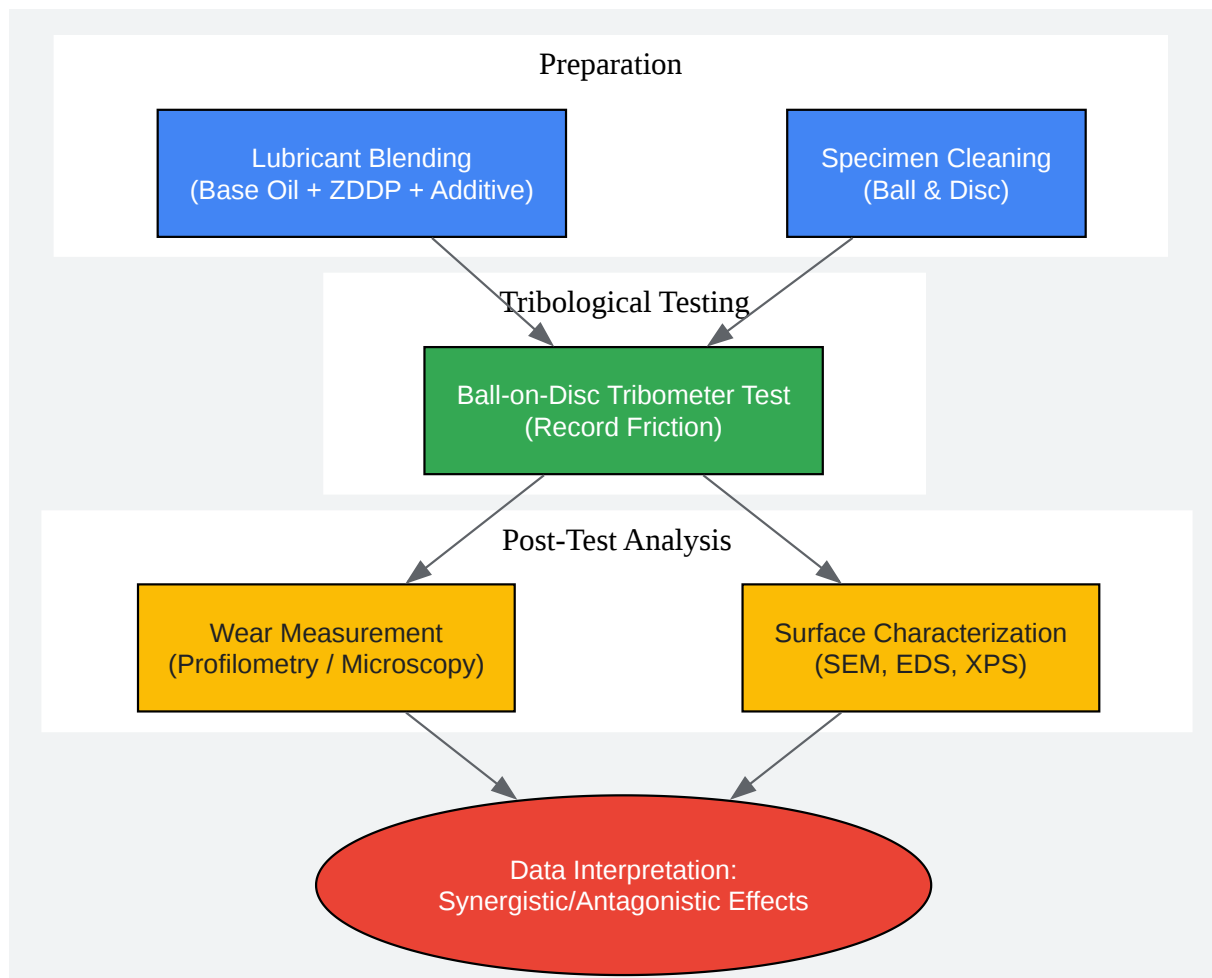 Preparation
Lubricant Blending
(Base Oil + ZDDP + Additive)
Specimen Cleaning
(Ball & Disc)
Tribological Testing
Ball-on-Disc Tribometer Test
(Record Friction)
Post-Test Analysis
Wear Measurement
(Profilometry / Microscopy)
Surface Characterization
(SEM, EDS, XPS)
Data Interpretation:
Synergistic/Antagonistic Effects